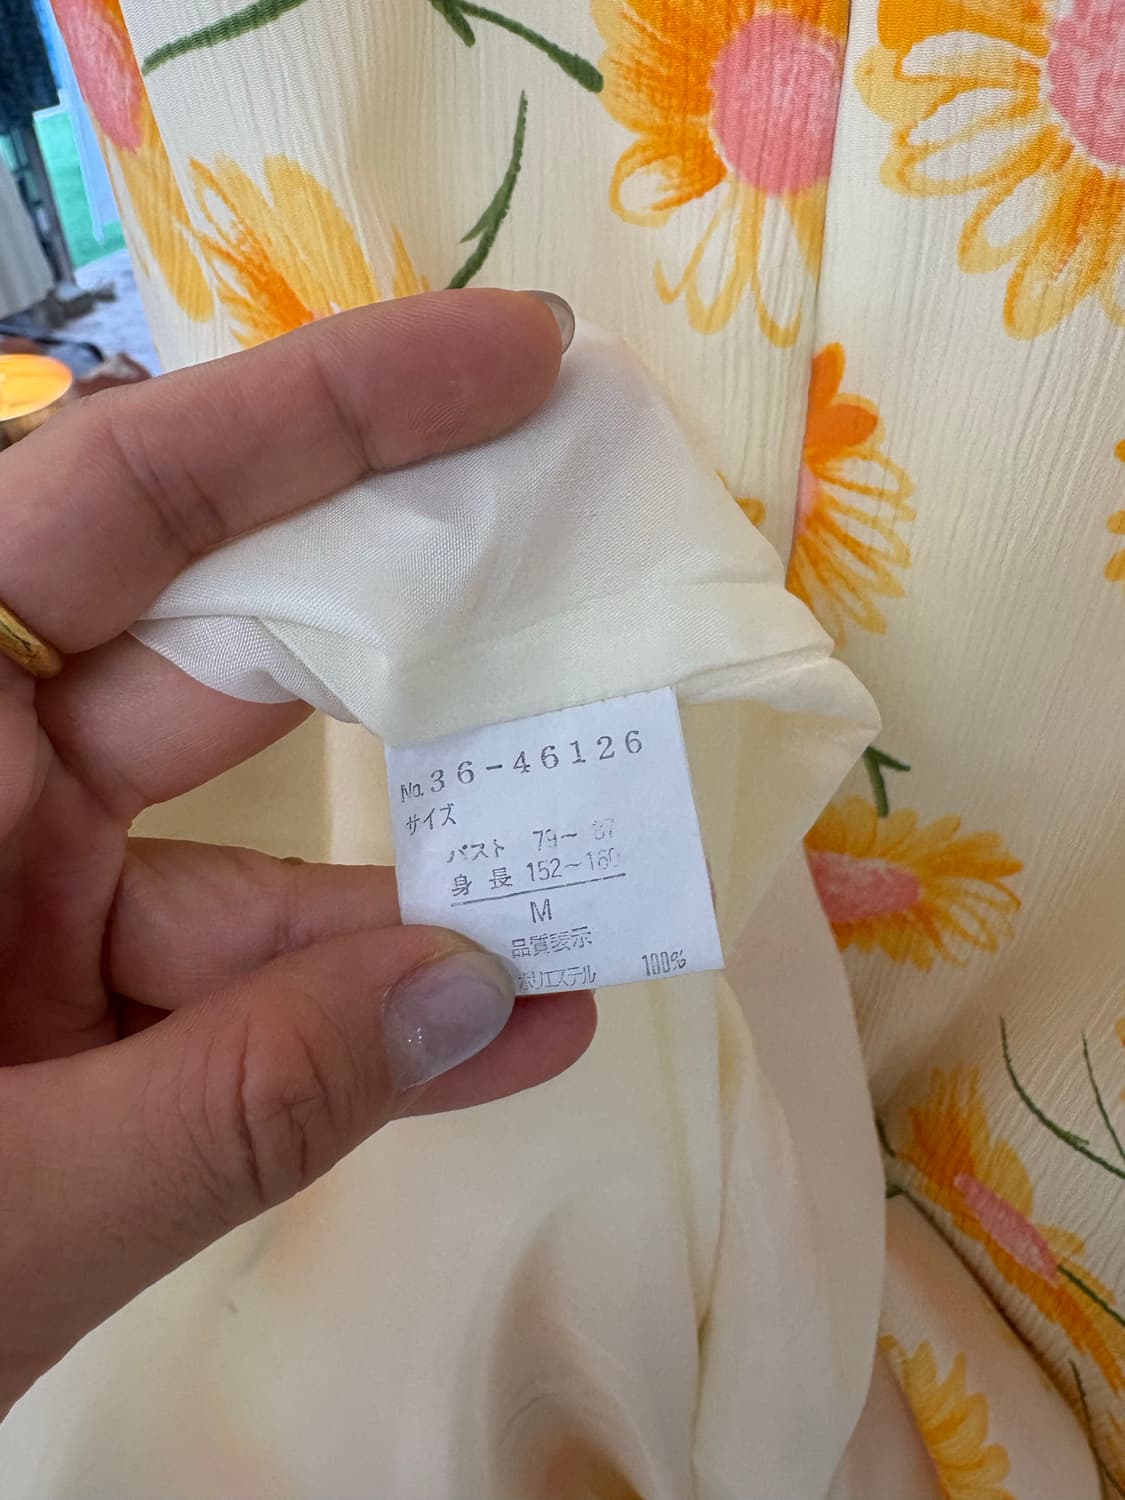 No.36-46126
サイズ
バスト 79～ 87
身 長 152～160
M
品質表示
ポリエステル 100%